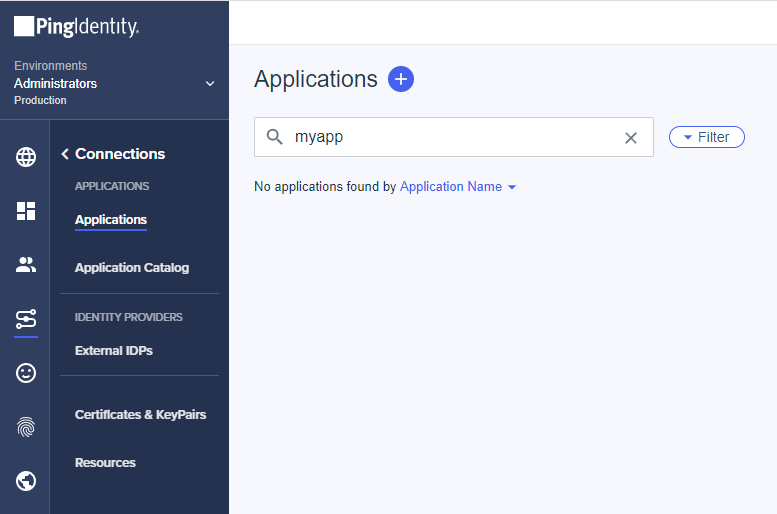 PingIdentity.
Environments
Administrators
Production
Connections
APPLICATIONS
Applications
Application Catalog
IDENTITY PROVIDERS
External IDPs
Certificates & KeyPairs
Resources
Applications
myapp
Filter
No applications found by Application Name